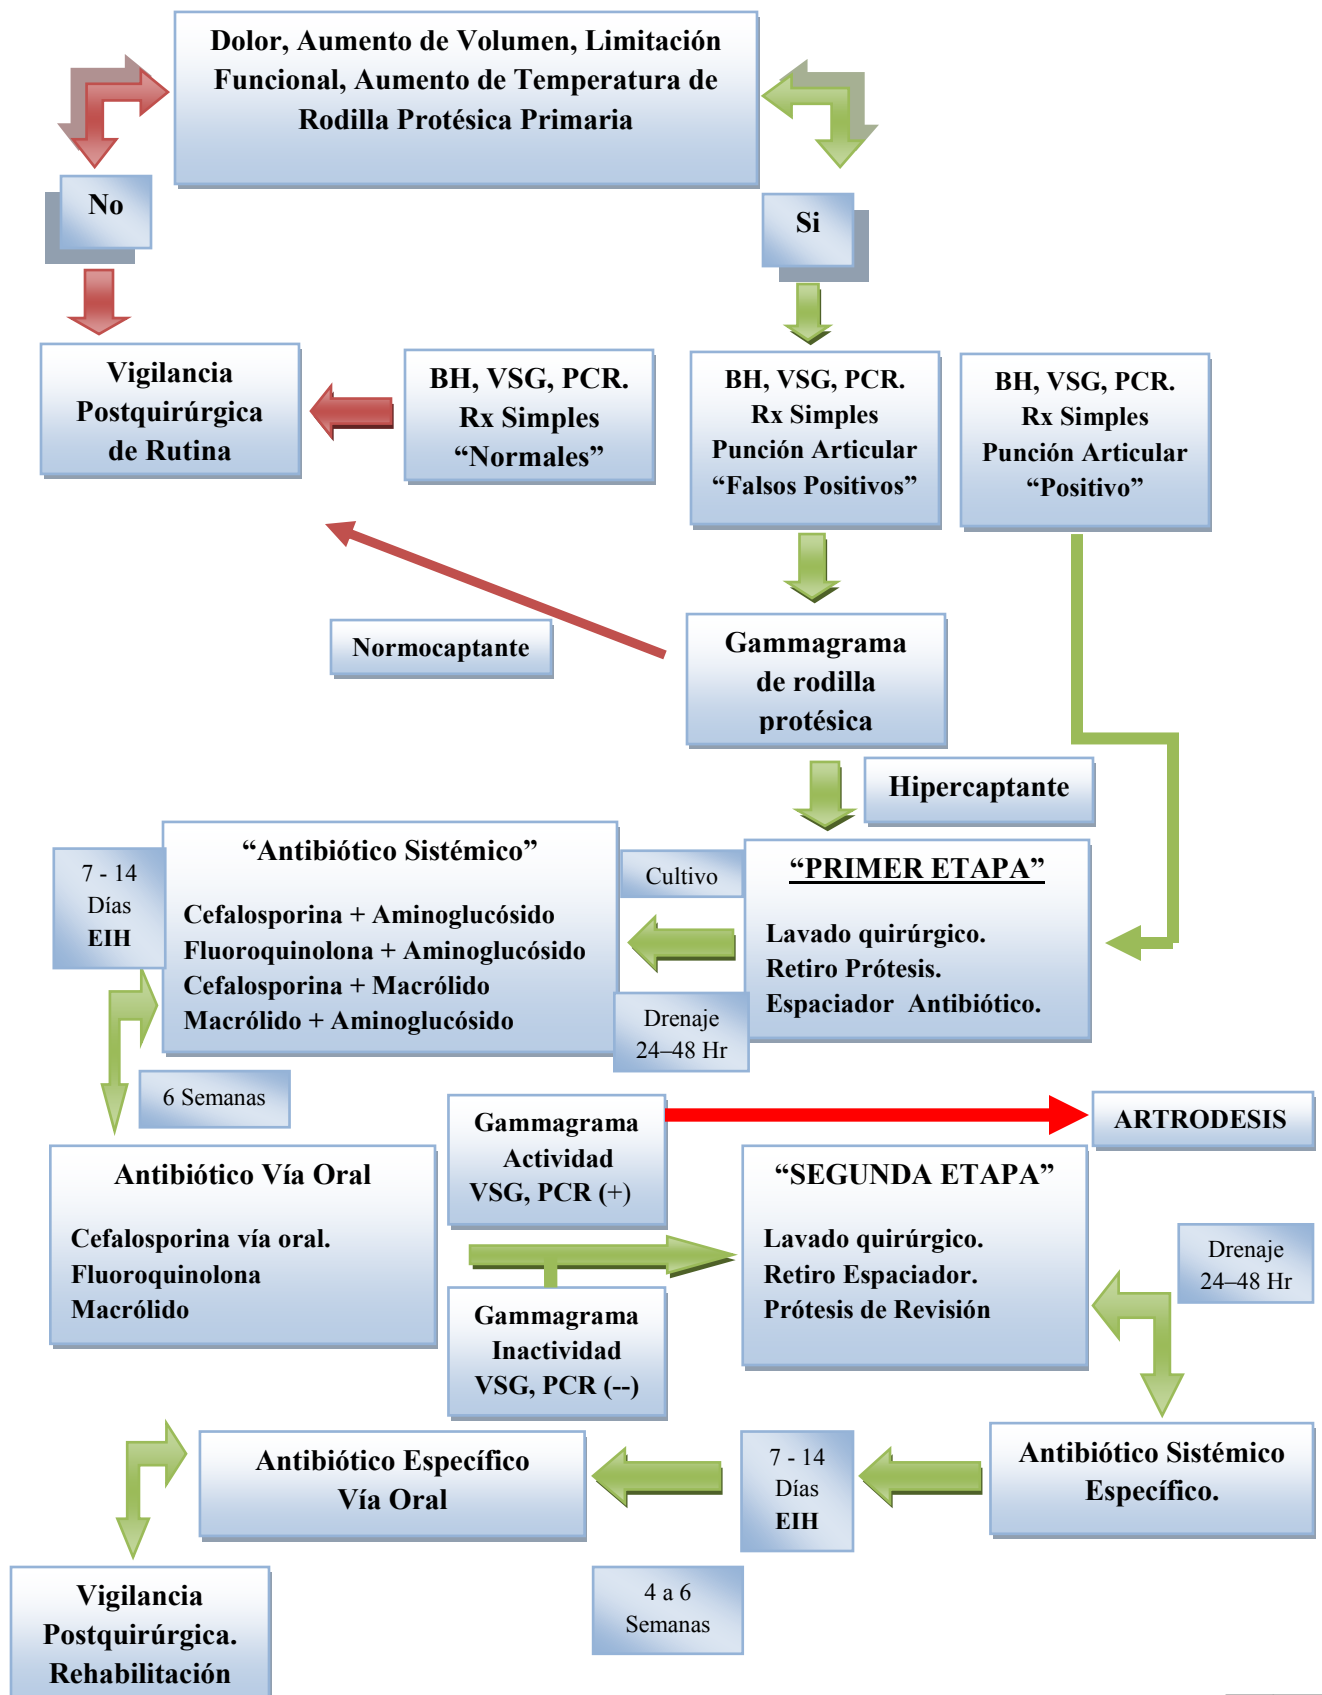 Dolor, Aumento de Volumen, Limitación
Funcional, Aumento de Temperatura de
Rodilla Protésica Primaria
No
Si
Vigilancia
Postquirúrgica
de Rutina
BH, VSG, PCR.
Rx Simples
“Normales”
BH, VSG, PCR.
Rx Simples
Punción Articular
“Falsos Positivos”
BH, VSG, PCR.
Rx Simples
Punción Articular
“Positivo”
Normocaptante
Gammagrama
de rodilla
protésica
Hipercaptante
7 - 14
Días
EIH
“Antibiótico Sistémico”
Cefalosporina + Aminoglucósido
Fluoroquinolona + Aminoglucósido
Cefalosporina + Macrólido
Macrólido + Aminoglucósido
Cultivo
Drenaje
24–48 Hr
“PRIMER ETAPA”
Lavado quirúrgico.
Retiro Prótesis.
Espaciador Antibiótico.
6 Semanas
Antibiótico Vía Oral
Cefalosporina vía oral.
Fluoroquinolona
Macrólido
Gammagrama
Actividad
VSG, PCR (+)
ARTRODESIS
Gammagrama
Inactividad
VSG, PCR (--)
“SEGUNDA ETAPA”
Lavado quirúrgico.
Retiro Espaciador.
Prótesis de Revisión
Drenaje
24–48 Hr
Antibiótico Sistémico
Específico.
7 - 14
Días
EIH
Antibiótico Específico
Vía Oral
4 a 6
Semanas
Vigilancia
Postquirúrgica.
Rehabilitación